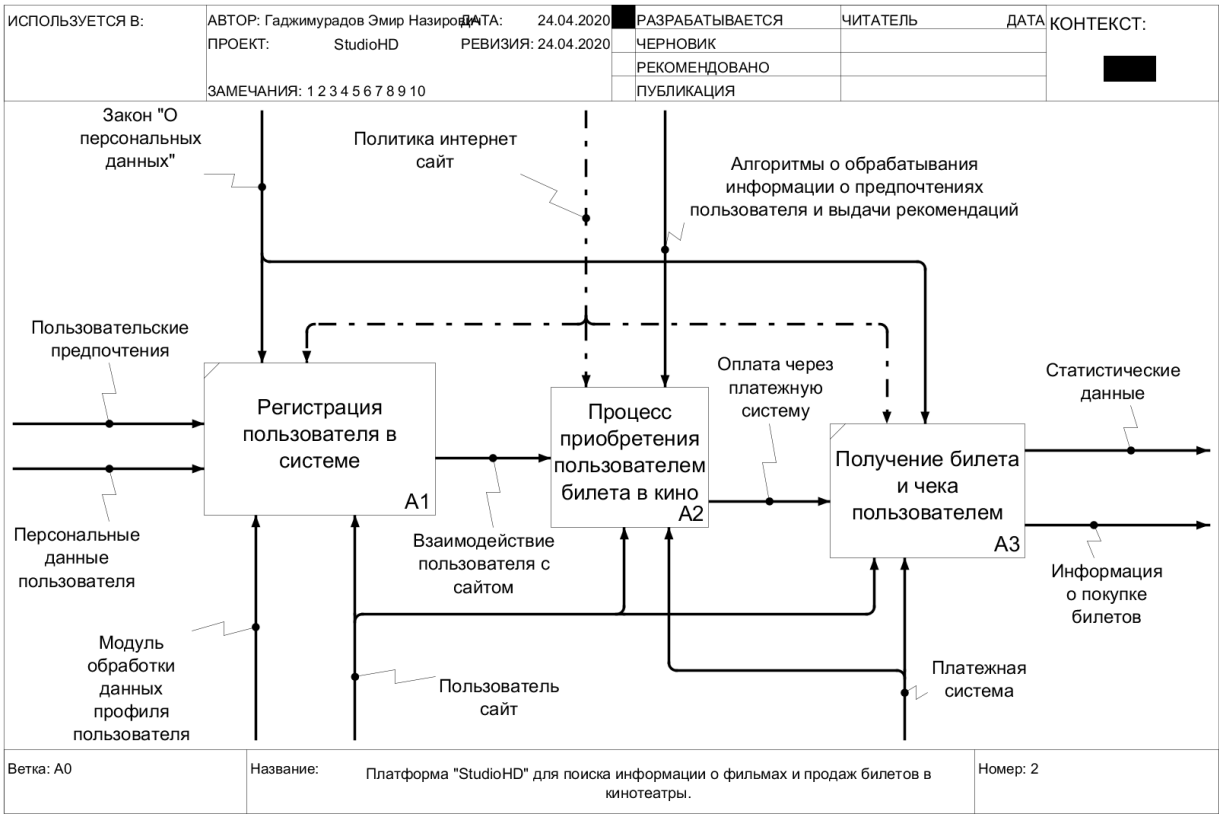 ИСПОЛЬЗУЕТСЯ В:
АВТОР: Гаджимурадов Эмир Назирович
ДАТА: 24.04.2020
ПРОЕКТ: StudioHD
РЕВИЗИЯ: 24.04.2020
ЗАМЕЧАНИЯ: 1 2 3 4 5 6 7 8 9 10
РАЗРАБАТЫВАЕТСЯ
ЧЕРНОВИК
РЕКОМЕНДОВАНО
ПУБЛИКАЦИЯ
ЧИТАТЕЛЬ
ДАТА
КОНТЕКСТ:
Закон "О
персональных
данных"
Политика интернет
сайт
Алгоритмы о обрабатывания
информации о предпочтениях
пользователя и выдачи рекомендаций
Пользовательские
предпочтения
Регистрация
пользователя в
системе
A1
Процесс
приобретения
пользователем
билета в кино
A2
Оплата через
платежную
систему
Получение билета
и чека
пользователем
A3
Статистические
данные
Персональные
данные
пользователя
Взаимодействие
пользователя с
сайтом
Информация
о покупке
билетов
Модуль
обработки
данных
профиля
пользователя
Пользователь
сайт
Платежная
система
Ветка: A0
Название:
Платформа "StudioHD" для поиска информации о фильмах и продаж билетов в
кинотеатры.
Номер: 2